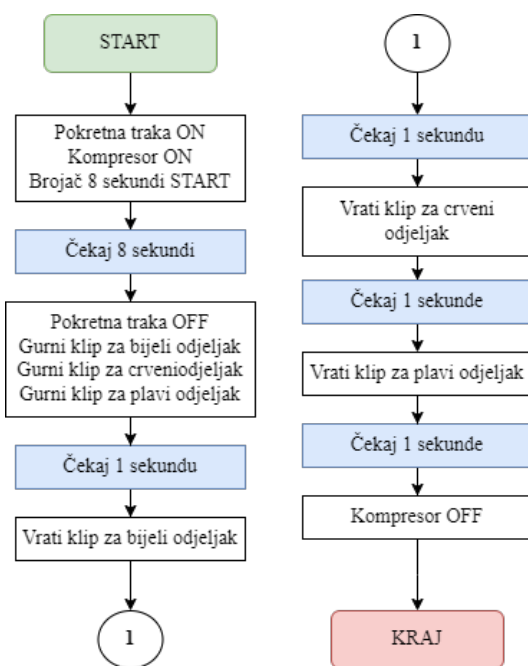 START
Pokretna traka ON
Kompresor ON
Brojač 8 sekundi START
Čekaj 8 sekundi
Pokretna traka OFF
Gurni klip za bijeli odjeljak
Gurni klip za crveniodjeljak
Gurni klip za plavi odjeljak
Čekaj 1 sekundu
Vrati klip za bijeli odjeljak
1
1
Čekaj 1 sekundu
Vrati klip za crveni
odjeljak
Čekaj 1 sekunde
Vrati klip za plavi odjeljak
Čekaj 1 sekunde
Kompresor OFF
KRAJ